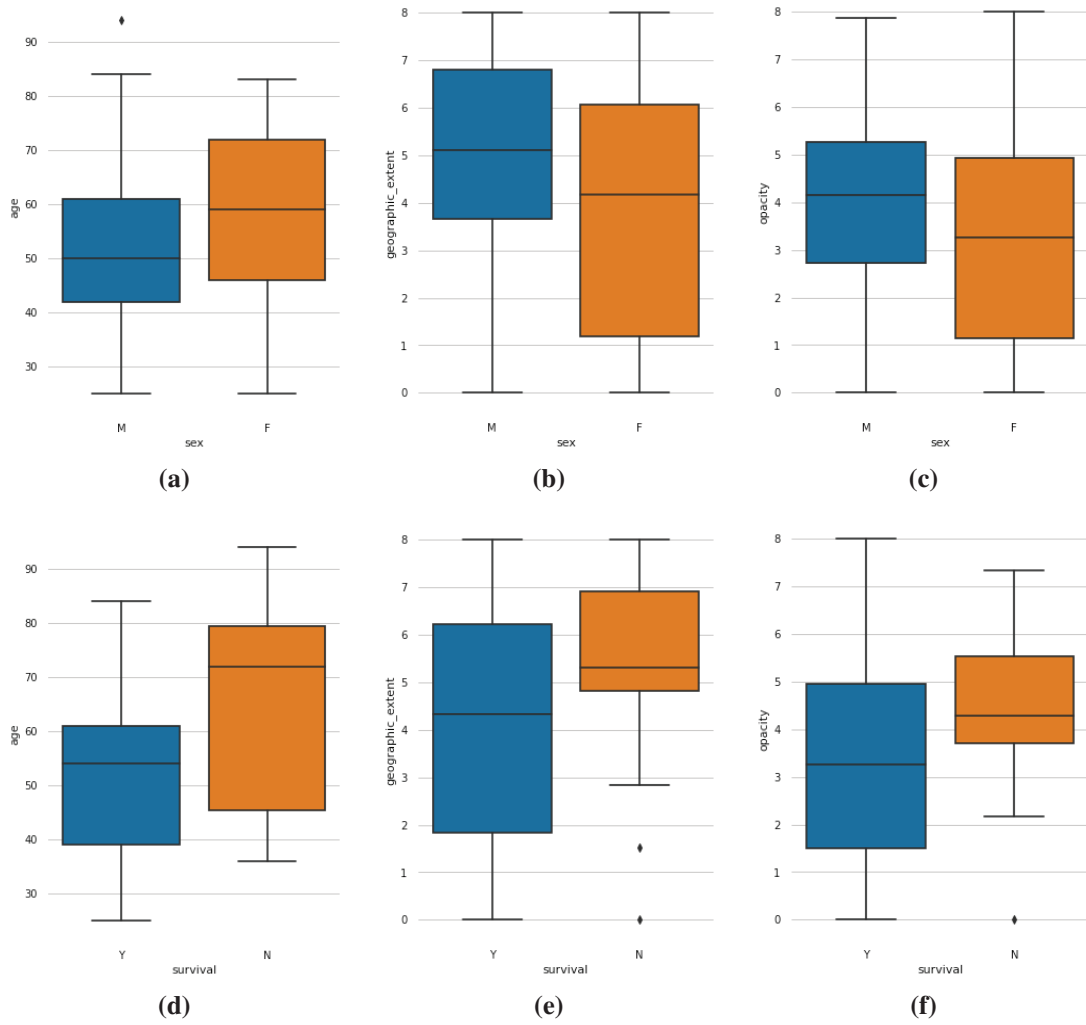 90
80
70
60
50
40
30
age
M F
sex
(a)
8
7
6
5
4
3
2
1
0
geographic_extent
M F
sex
(b)
8
7
6
5
4
3
2
1
0
opacity
M F
sex
(c)
90
80
70
60
50
40
30
age
Y N
survival
(d)
8
7
6
5
4
3
2
1
0
geographic_extent
Y N
survival
(e)
8
7
6
5
4
3
2
1
0
opacity
Y N
survival
(f)